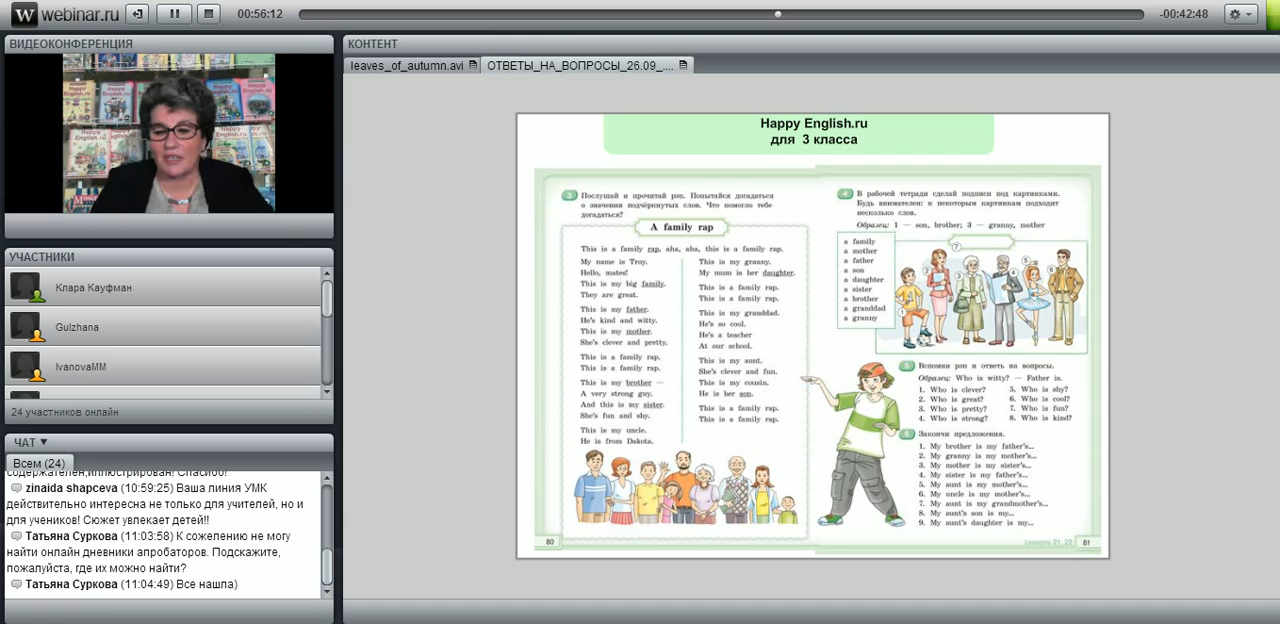 webinar.ru
00:56:12
-00:42:48
ВИДЕОКОНФЕРЕНЦИЯ
Happy English.ru
УЧАСТНИКИ
Клара Кауфман
Gulzhana
IvanovaMM
24 участников онлайн
ЧАТ
Всем (24)
содержателен,иллюстрирован! Спасибо!
zinaida shapceva (10:59:25) Ваша линия УМК
действительно интересна не только для учителей, но и
для учеников! Сюжет увлекает детей!!
Татьяна Суркова (11:03:58) К сожелению не могу
найти онлайн дневники апробаторов. Подскажите,
пожалуйста, где их можно найти?
Татьяна Суркова (11:04:49) Все нашла)
КОНТЕНТ
leaves_of_autumn.avi
ОТВЕТЫ_НА_ВОПРОСЫ_26.09_....
Happy English.ru
для 3 класса
3 Послушай и прочитай рэп. Попытайся догадаться
о значении подчёркнутых слов. Что помогло тебе
догадаться?
A family rap
This is a family rap, aha, aha, this is a family rap.
My name is Troy.
Hello, mates!
This is my big family.
They are great.
This is my father.
He's kind and witty.
This is my mother.
She's clever and pretty.
This is a family rap.
This is a family rap.
This is my brother —
A very strong guy.
And this is my sister.
She's fun and shy.
This is my uncle.
He is from Dakota.
This is my granny.
My mum is her daughter.
This is a family rap.
This is a family rap.
This is my granddad.
He's so cool.
He's a teacher
At our school.
This is my aunt.
She's clever and fun.
This is my cousin.
He is her son.
This is a family rap.
This is a family rap.
80
4 В рабочей тетради сделай подписи под картинками.
Будь внимателен: к некоторым картинкам подходит
несколько слов.
Образец: 1 — son, brother; 3 — granny, mother
a family
a mother
a father
a son
a daughter
a sister
a brother
a granddad
a granny
1
2
3
4
5
6
7
5 Вспомни рэп и ответь на вопросы.
Образец: Who is witty? — Father is.
1. Who is clever?
2. Who is great?
3. Who is pretty?
4. Who is strong?
5. Who is shy?
6. Who is cool?
7. Who is fun?
8. Who is kind?
6 Закончи предложения.
1. My brother is my father's...
2. My granny is my mother's...
3. My mother is my sister's...
4. My sister is my father's...
5. My aunt is my mother's...
6. My uncle is my mother's...
7. My aunt is my grandmother's...
8. My aunt's son is my...
9. My aunt's daughter is my...
Lessons 21, 22
81